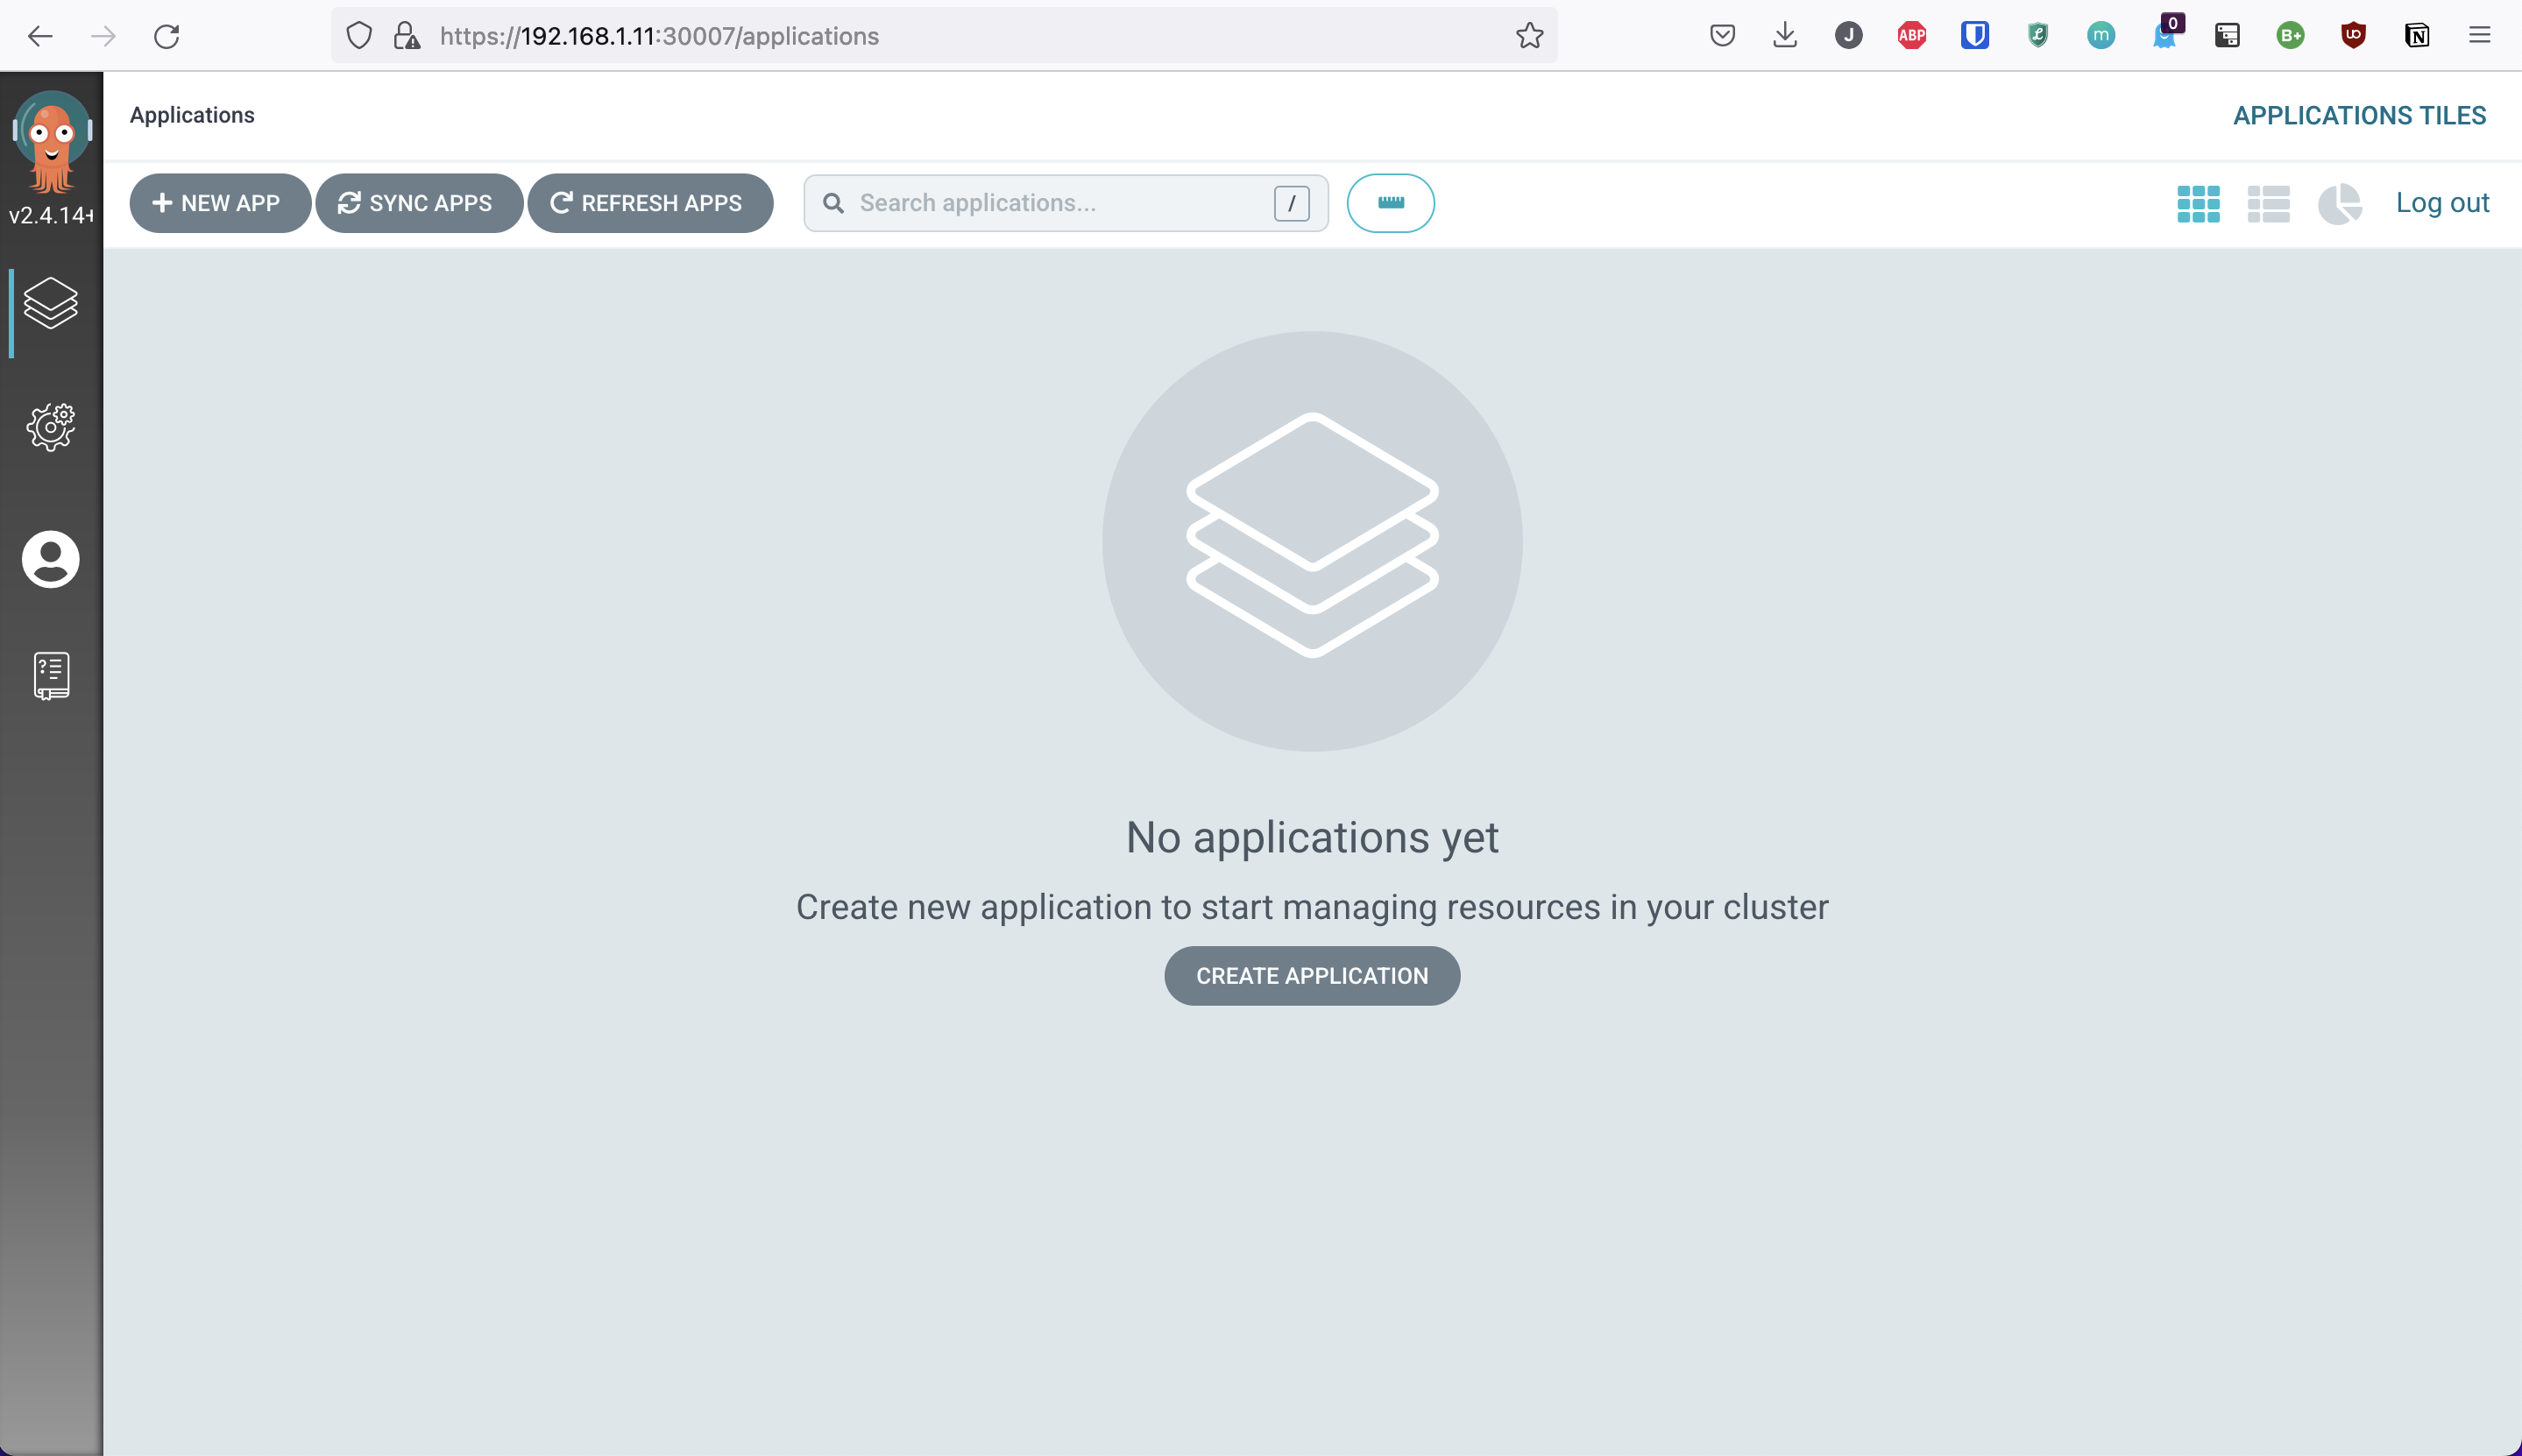 https://192.168.1.11:30007/applications
J
ABP
m
0
B+
UO
N
Applications
APPLICATIONS TILES
v2.4.14+
NEW APP
SYNC APPS
REFRESH APPS
Search applications...
/
Log out
No applications yet
Create new application to start managing resources in your cluster
CREATE APPLICATION